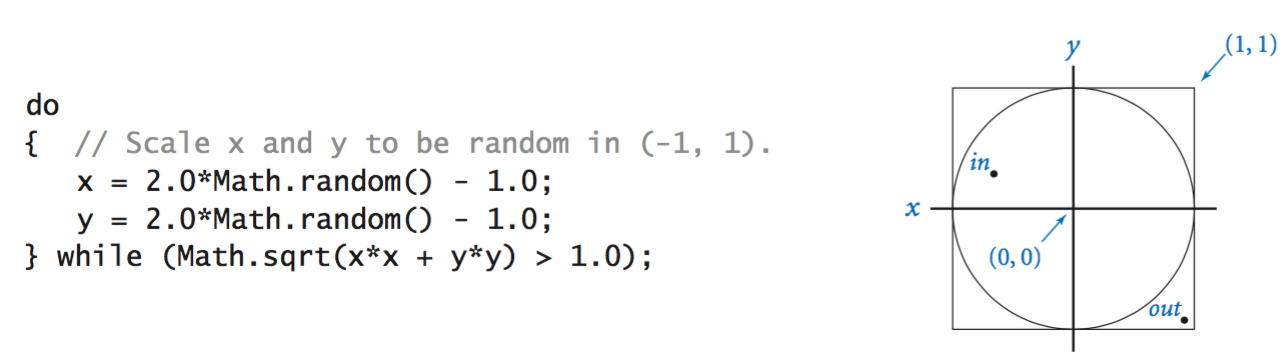 do
{  // Scale x and y to be random in (-1, 1).
   x = 2.0*Math.random() - 1.0;
   y = 2.0*Math.random() - 1.0;
} while (Math.sqrt(x*x + y*y) > 1.0);
y
(1, 1)
in
x
(0, 0)
out